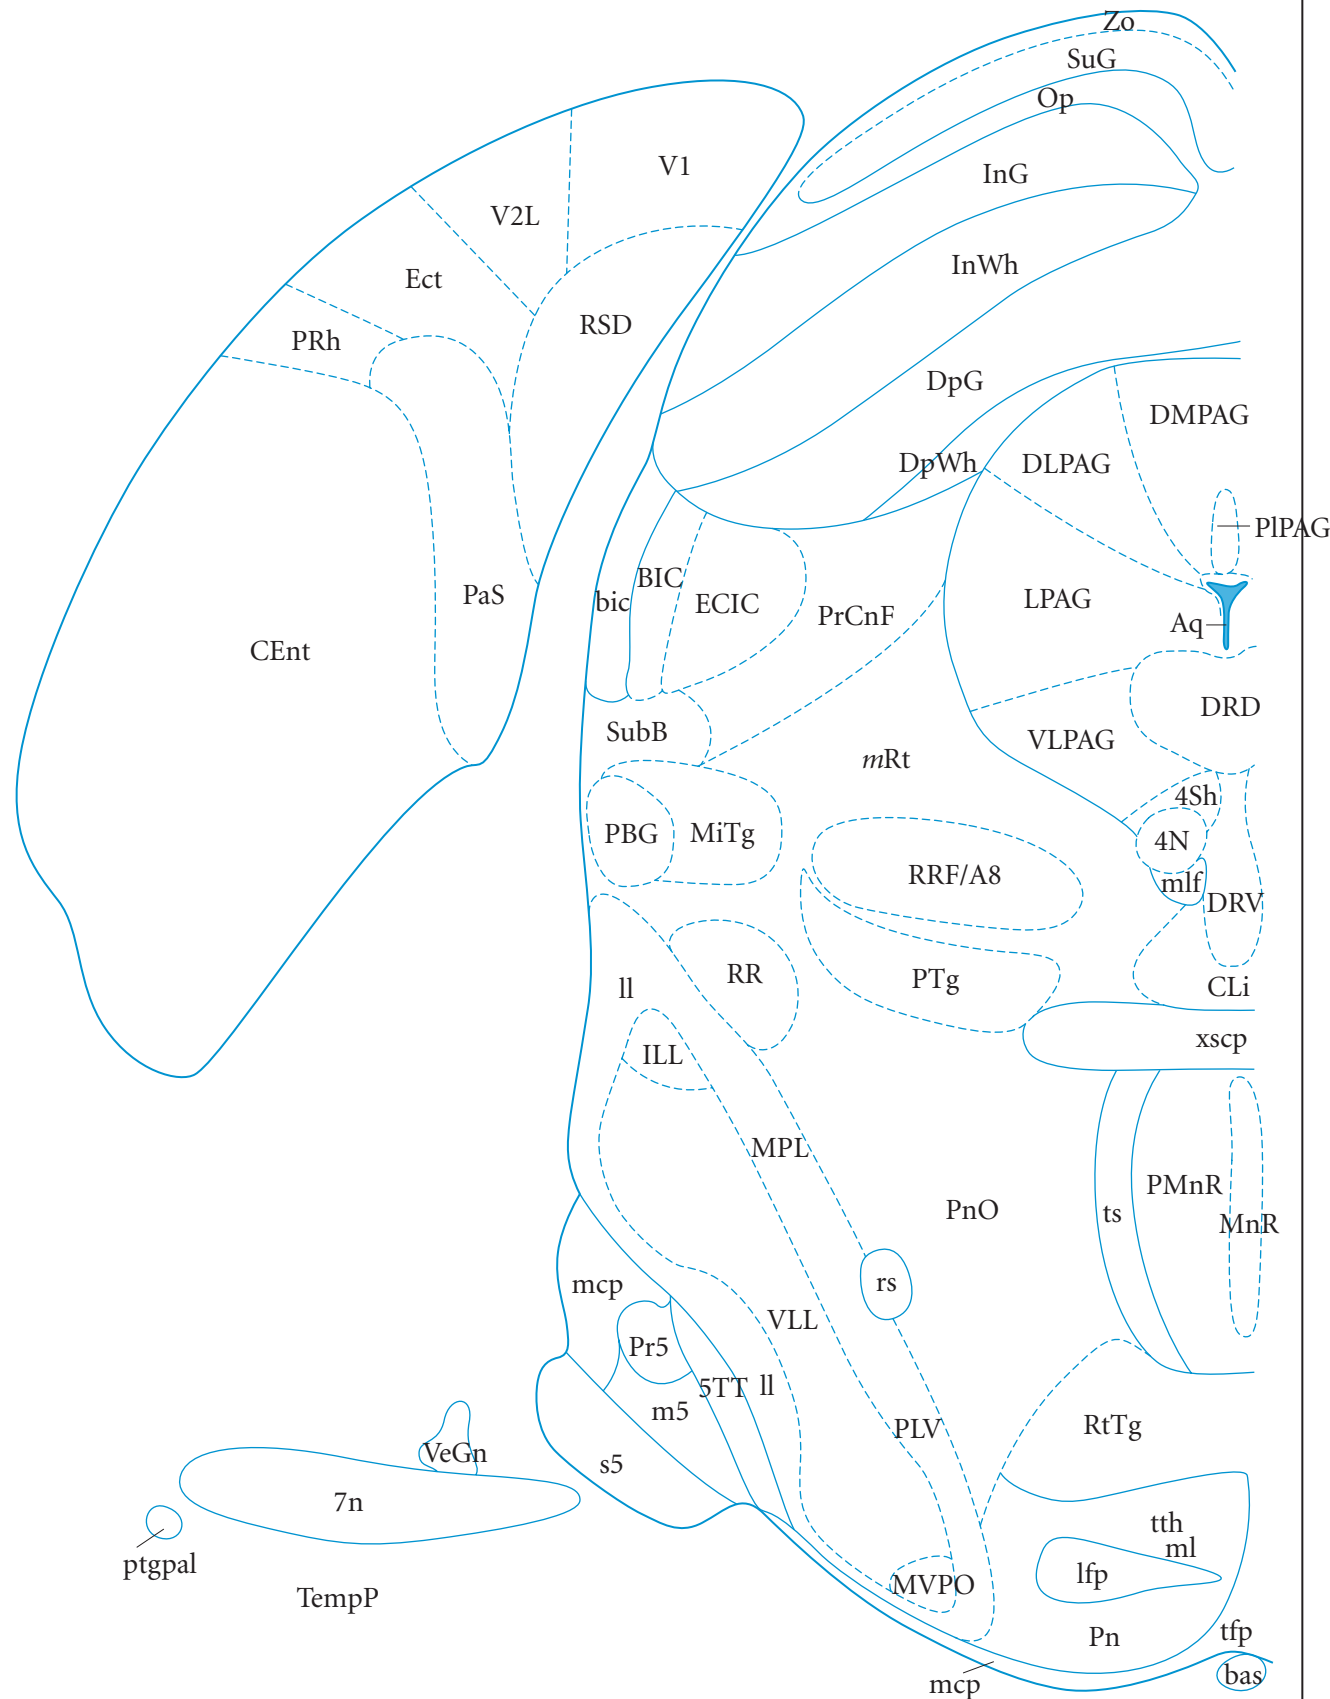 Zo
SuG
Op
V1
InG
V2L
InWh
Ect
RSD
PRh
DpG
DMPAG
DpWh
DLPAG
PlPAG
BIC
bic
ECIC
PaS
PrCnF
LPAG
Aq
CEnt
DRD
SubB
VLPAG
mRt
4Sh
PBG
MiTg
4N
RRF/A8
mlf
DRV
RR
PTg
ll
CLi
xscp
ILL
MPL
PMnR
PnO
ts
MnR
mcp
rs
VLL
Pr5
5TT
ll
m5
PLV
RtTg
VeGn
s5
7n
tth
ml
ptgpal
lfp
MVPO
TempP
Pn
tfp
bas
mcp